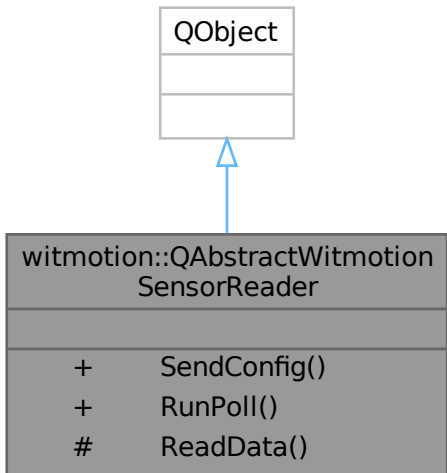 QObject
witmotion::QAbstractWitmotion
SensorReader
+ SendConfig()
+ RunPoll()
# ReadData()